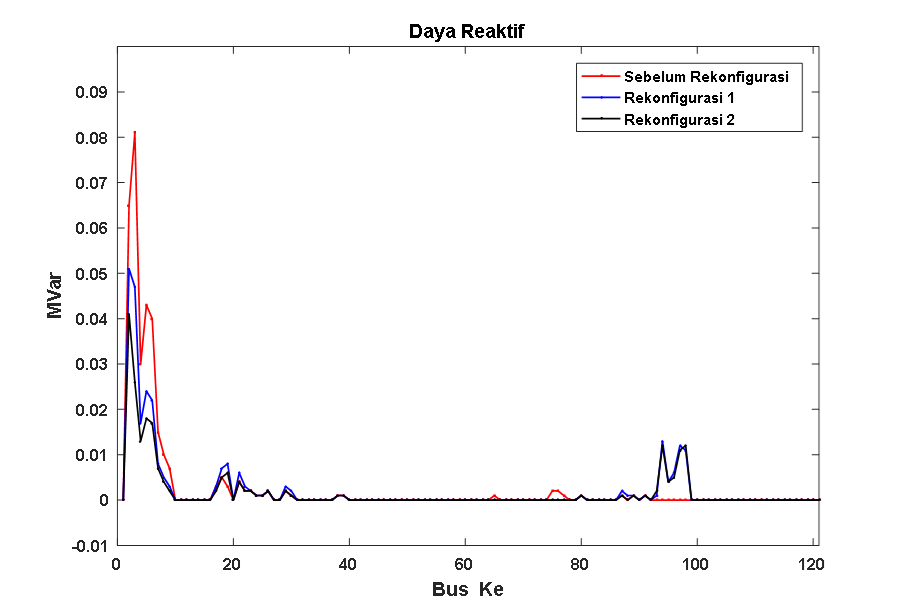 Daya Reaktif
Sebelum Rekonfigurasi
Rekonfigurasi 1
Rekonfigurasi 2
0.09
0.08
0.07
0.06
0.05
0.04
0.03
0.02
0.01
0
-0.01
MVar
0 20 40 60 80 100 120
Bus Ke